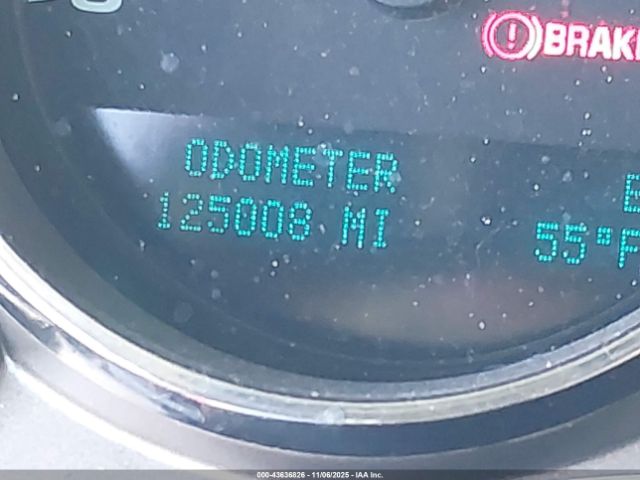 BRAKE
ODOMETER
125008 MI
55°F
000-43636826 - 11/06/2025 - IAA Inc.